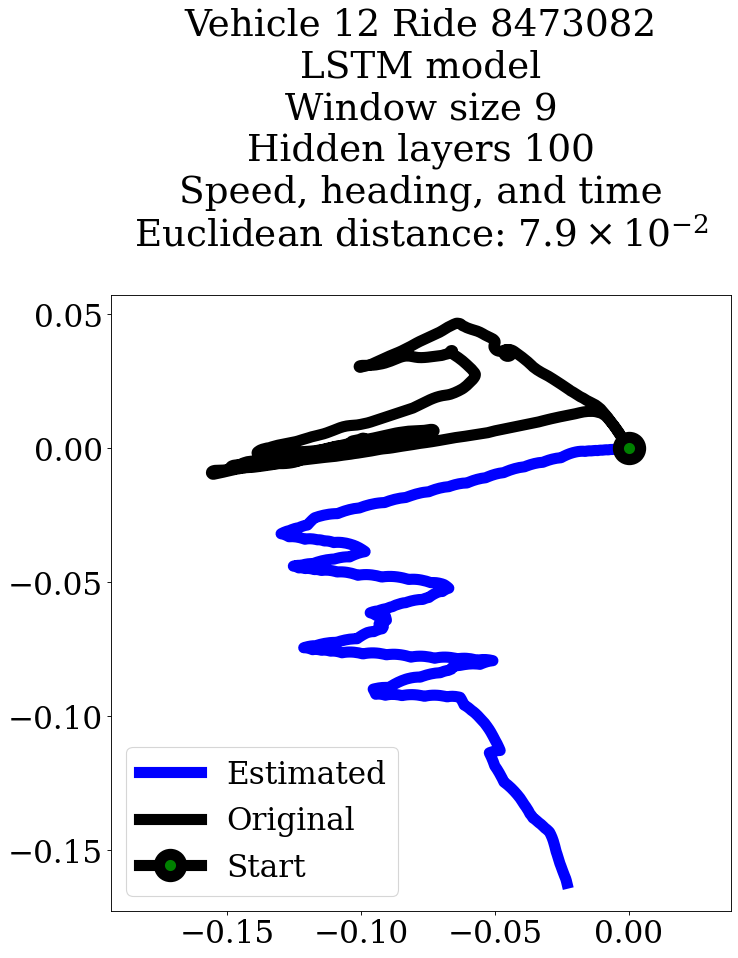 Vehicle 12 Ride 8473082
LSTM model
Window size 9
Hidden layers 100
Speed, heading, and time
Euclidean distance: 7.9 × 10⁻²
0.05
0.00
−0.05
−0.10
−0.15
Estimated
Original
Start
−0.15 −0.10 −0.05 0.00